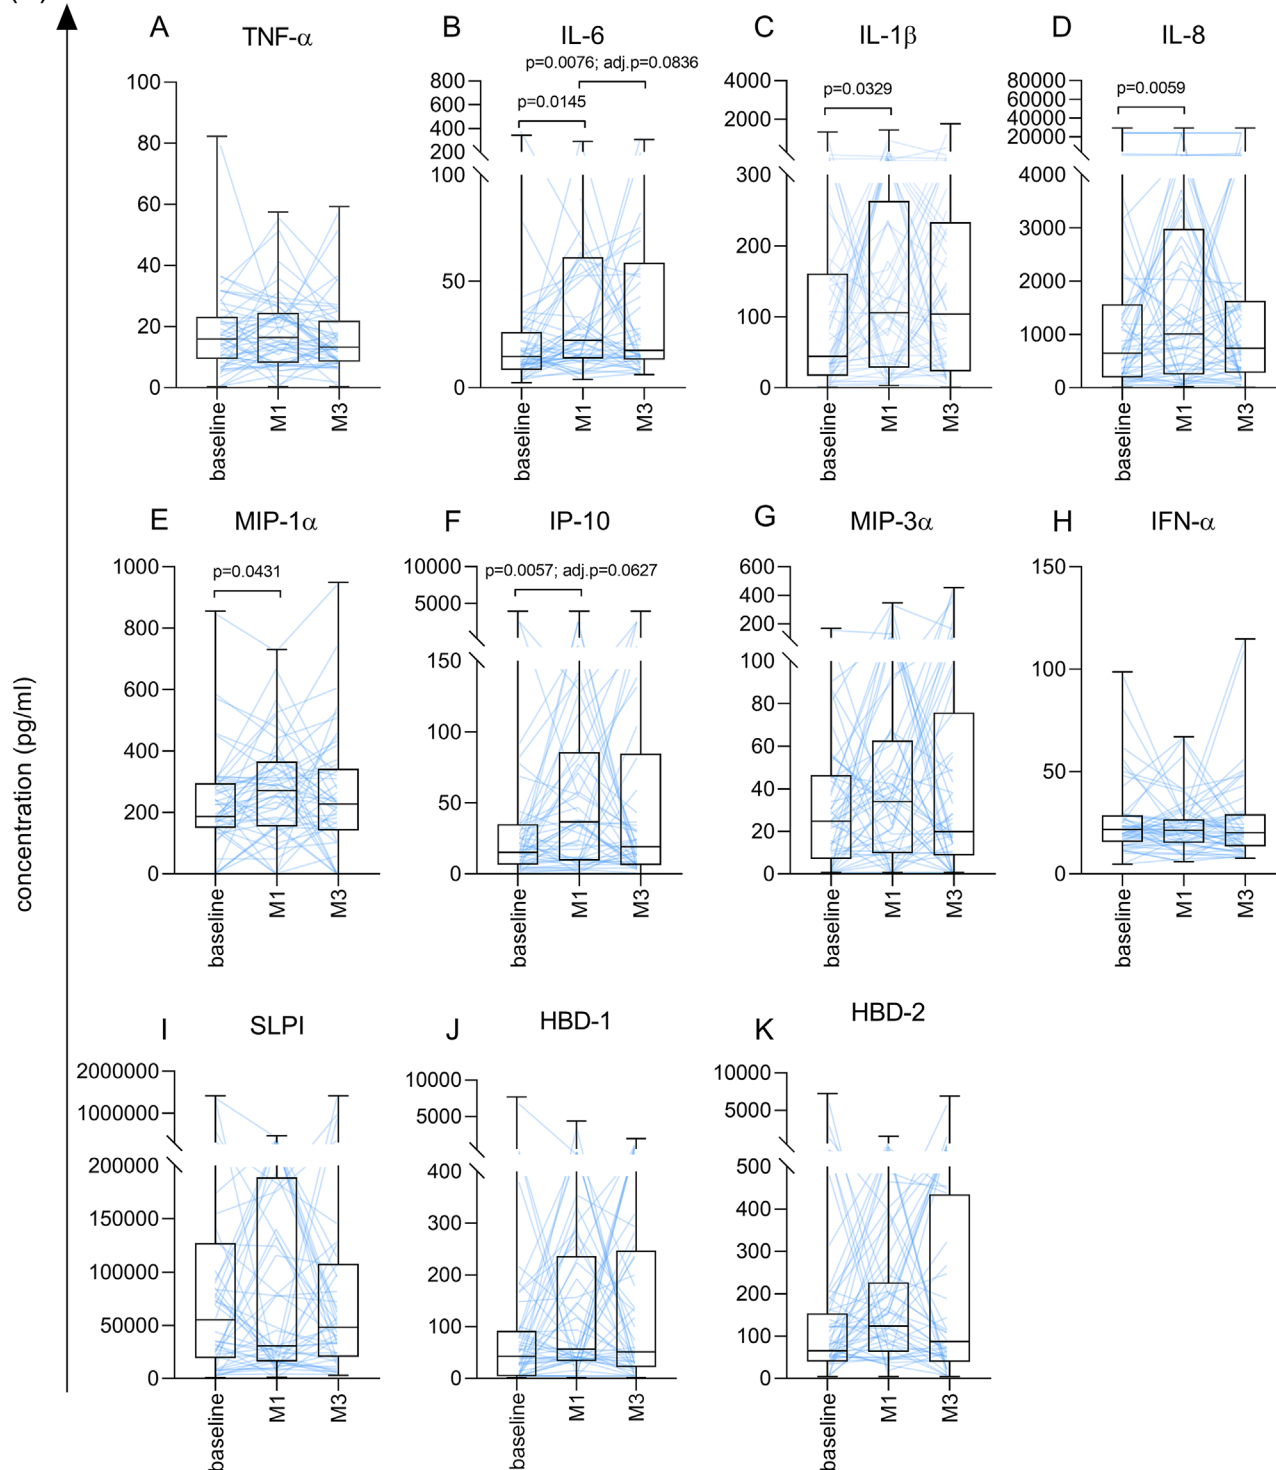 A TNF-α
100
80
60
40
20
0
baseline
M1
M3
B IL-6
p=0.0076; adj.p=0.0836
p=0.0145
800
600
400
200
100
50
0
baseline
M1
M3
C IL-1β
p=0.0329
4000
2000
300
200
100
0
baseline
M1
M3
D IL-8
p=0.0059
80000
60000
40000
20000
4000
3000
2000
1000
0
baseline
M1
M3
concentration (pg/ml)
E MIP-1α
p=0.0431
1000
800
600
400
200
0
baseline
M1
M3
F IP-10
p=0.0057; adj.p=0.0627
10000
5000
150
100
50
0
baseline
M1
M3
G MIP-3α
600
400
200
100
80
60
40
20
0
baseline
M1
M3
H IFN-α
150
100
50
0
baseline
M1
M3
I SLPI
2000000
1000000
200000
150000
100000
50000
0
baseline
M1
M3
J HBD-1
10000
5000
400
300
200
100
0
baseline
M1
M3
K HBD-2
10000
5000
500
400
300
200
100
0
baseline
M1
M3